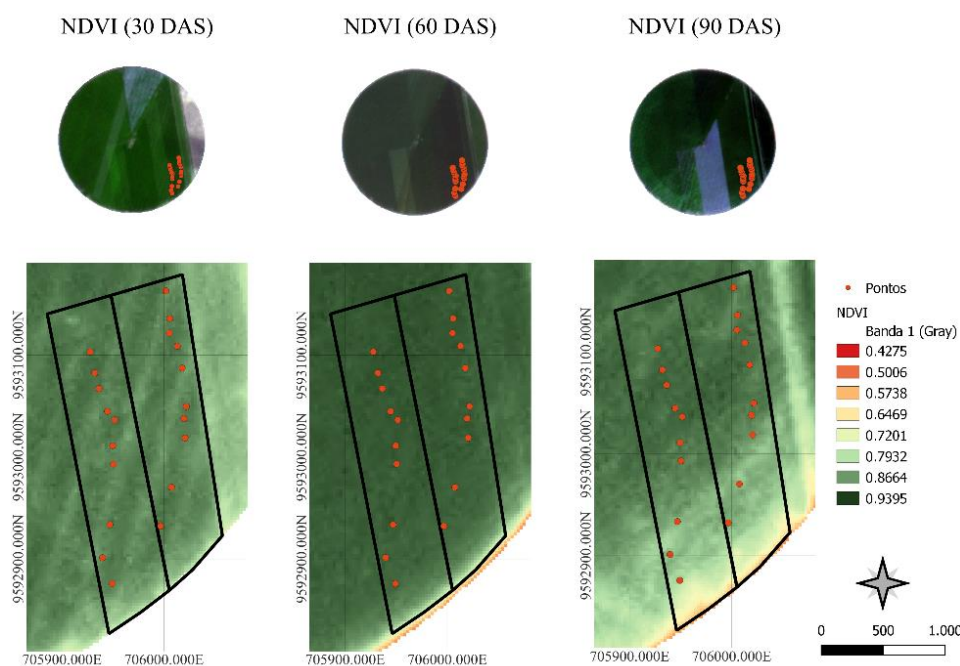 NDVI (30 DAS)
NDVI (60 DAS)
NDVI (90 DAS)
9593100.000N
9593000.000N
9592900.000N
705900.000E
706000.000E
9593100.000N
9593000.000N
9592900.000N
705900.000E
706000.000E
9593100.000N
9593000.000N
9592900.000N
705900.000E
706000.000E
Pontos
NDVI
Banda 1 (Gray)
0.4275
0.5006
0.5738
0.6469
0.7201
0.7932
0.8664
0.9395
0 500 1.000